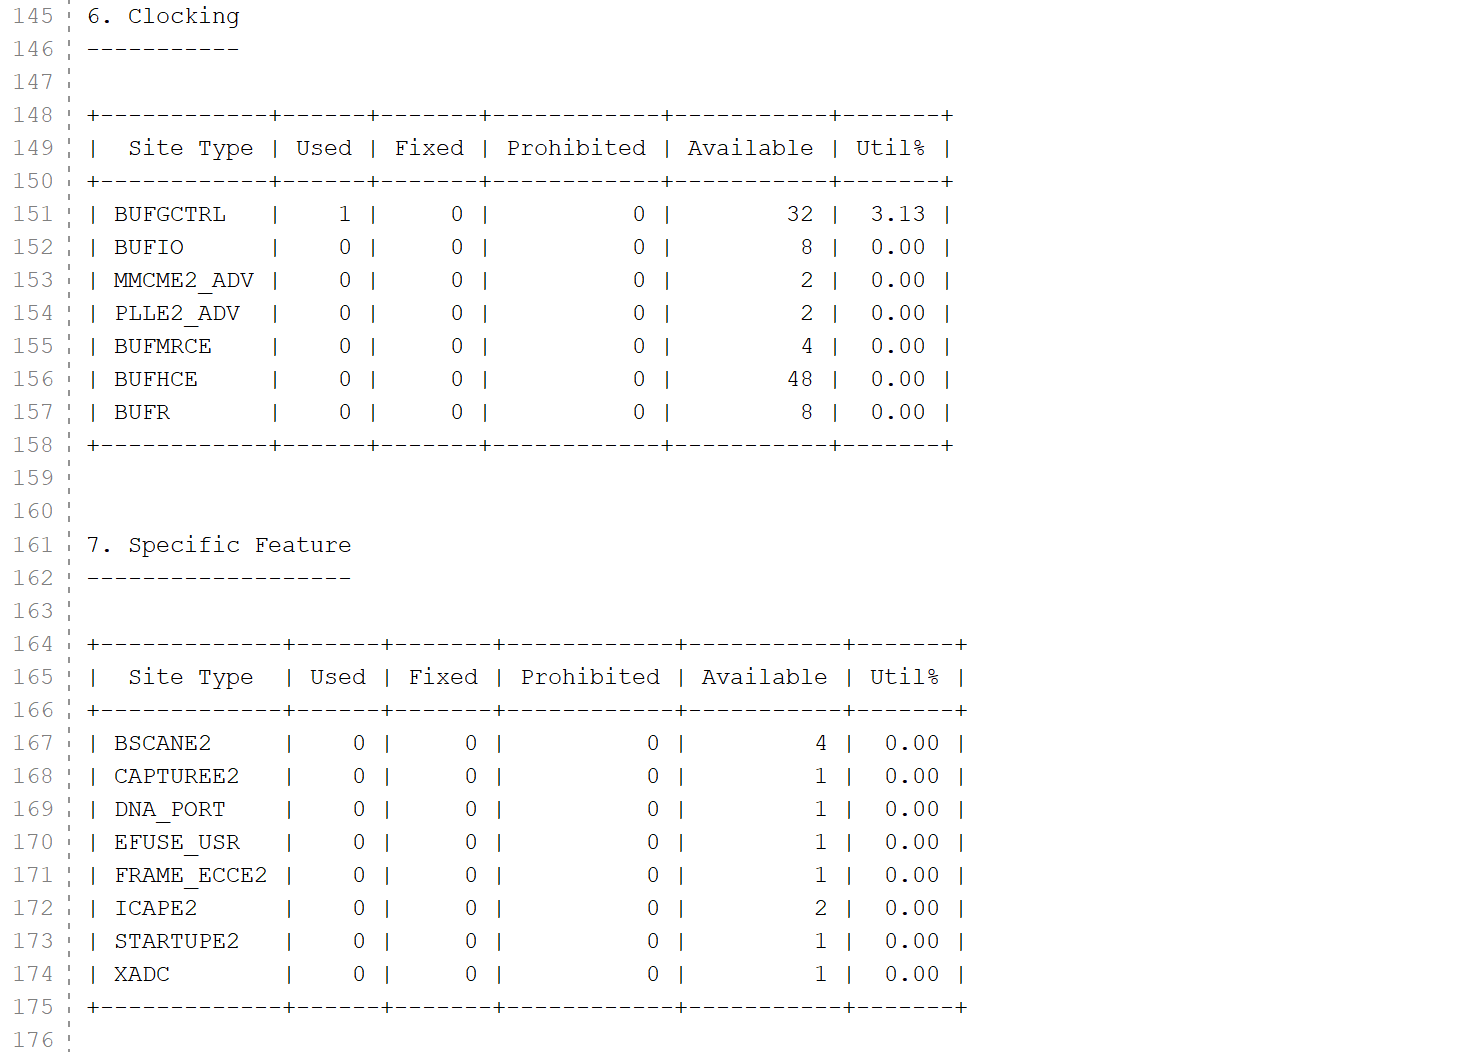 145 6. Clocking
146 -----------
147
148 +------------+------+-------+------------+-----------+-------+
149 |  Site Type | Used | Fixed | Prohibited | Available | Util% |
150 +------------+------+-------+------------+-----------+-------+
151 | BUFGCTRL   |    1 |     0 |          0 |        32 |  3.13 |
152 | BUFIO      |    0 |     0 |          0 |         8 |  0.00 |
153 | MMCME2_ADV |    0 |     0 |          0 |         2 |  0.00 |
154 | PLLE2_ADV  |    0 |     0 |          0 |         2 |  0.00 |
155 | BUFMRCE    |    0 |     0 |          0 |         4 |  0.00 |
156 | BUFHCE     |    0 |     0 |          0 |        48 |  0.00 |
157 | BUFR       |    0 |     0 |          0 |         8 |  0.00 |
158 +------------+------+-------+------------+-----------+-------+
159
160
161 7. Specific Feature
162 -------------------
163
164 +-------------+------+-------+------------+-----------+-------+
165 |  Site Type  | Used | Fixed | Prohibited | Available | Util% |
166 +-------------+------+-------+------------+-----------+-------+
167 | BSCANE2     |    0 |     0 |          0 |         4 |  0.00 |
168 | CAPTUREE2   |    0 |     0 |          0 |         1 |  0.00 |
169 | DNA_PORT    |    0 |     0 |          0 |         1 |  0.00 |
170 | EFUSE_USR   |    0 |     0 |          0 |         1 |  0.00 |
171 | FRAME_ECCE2 |    0 |     0 |          0 |         1 |  0.00 |
172 | ICAPE2      |    0 |     0 |          0 |         2 |  0.00 |
173 | STARTUPE2   |    0 |     0 |          0 |         1 |  0.00 |
174 | XADC        |    0 |     0 |          0 |         1 |  0.00 |
175 +-------------+------+-------+------------+-----------+-------+
176